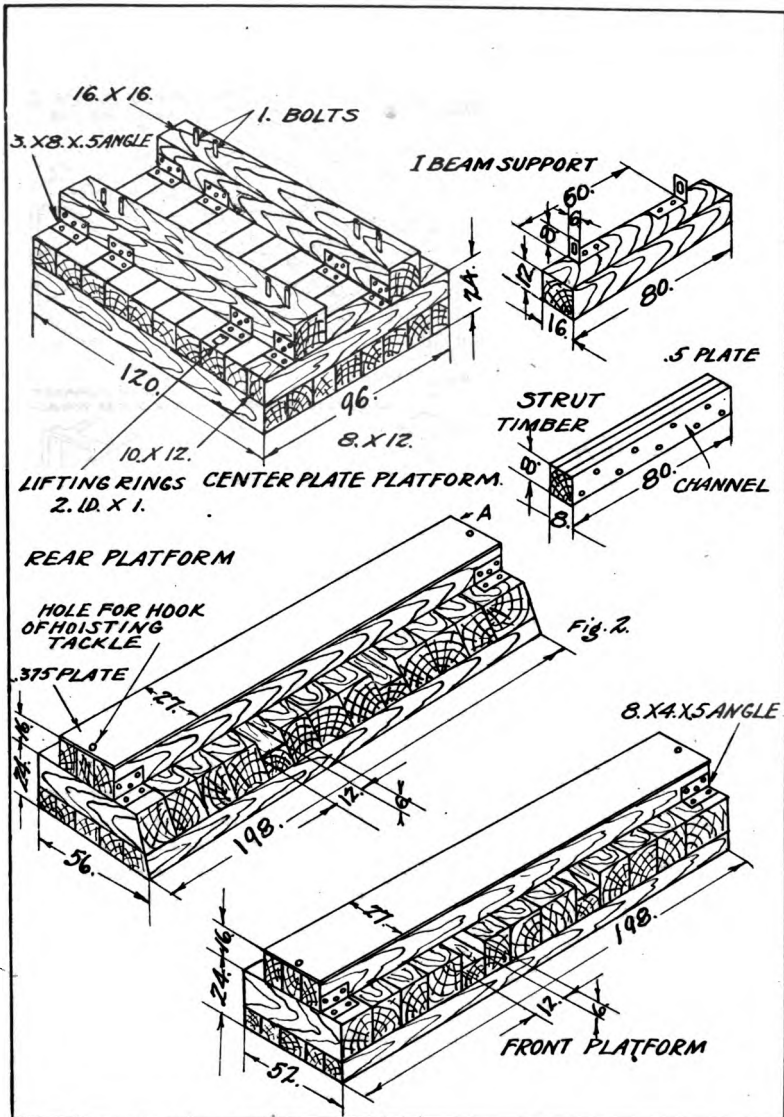 16. X 16.
1. BOLTS
3. X 8. X .5 ANGLE
24.
120.
96.
10. X 12.
8. X 12.
LIFTING RINGS
2. I.D. X 1.
CENTER PLATE PLATFORM.
I BEAM SUPPORT
60.
6
8
12
16
80.
.5 PLATE
STRUT
TIMBER
8.
8.
80.
CHANNEL
REAR PLATFORM
A
HOLE FOR HOOK
OF HOISTING
TACKLE
.375 PLATE
27.
Fig. 2.
16.
24.
56.
198.
12.
6.
8. X 4. X .5 ANGLE
27.
16.
24.
52.
198.
12.
6.
FRONT PLATFORM